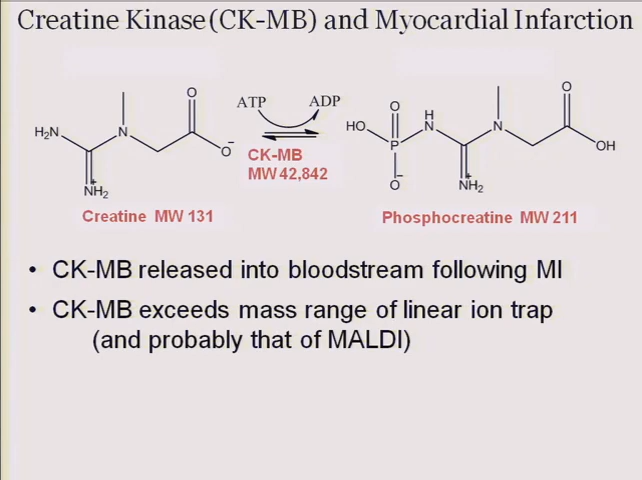 Creatine Kinase (CK-MB) and Myocardial Infarction
ATP
ADP
H₂N
N
O
O⁻
NH₂⁺
HO
O
P
O⁻
H
N
N
O
OH
NH₂⁺
CK-MB
MW 42,842
Creatine MW 131
Phosphocreatine MW 211
• CK-MB released into bloodstream following MI
• CK-MB exceeds mass range of linear ion trap
(and probably that of MALDI)